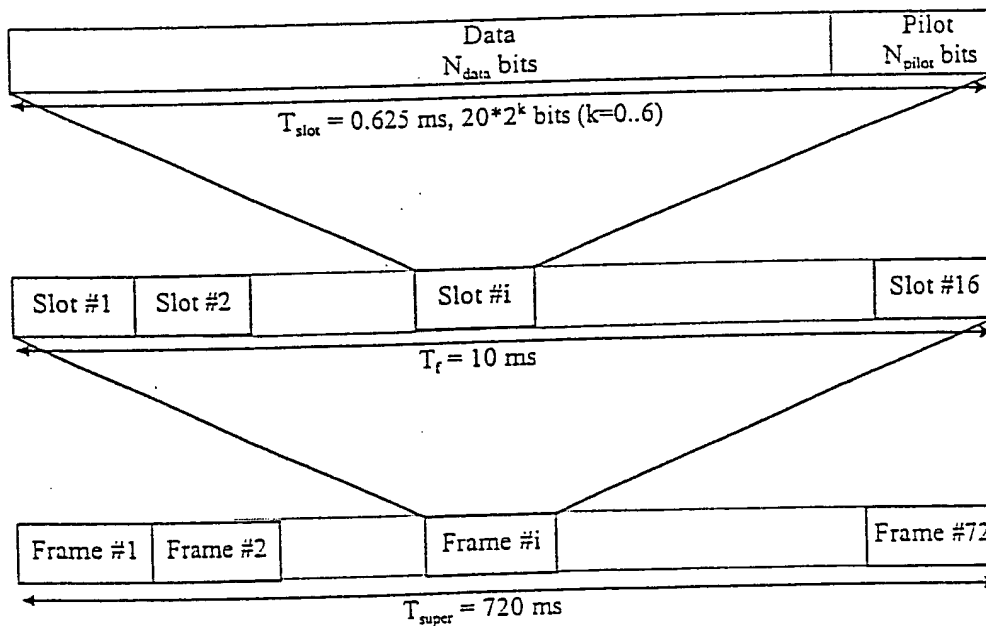 Data
N_data bits
Pilot
N_pilot bits
T_slot = 0.625 ms, 20*2^k bits (k=0..6)
Slot #1
Slot #2
Slot #i
Slot #16
T_f = 10 ms
Frame #1
Frame #2
Frame #i
Frame #72
T_super = 720 ms